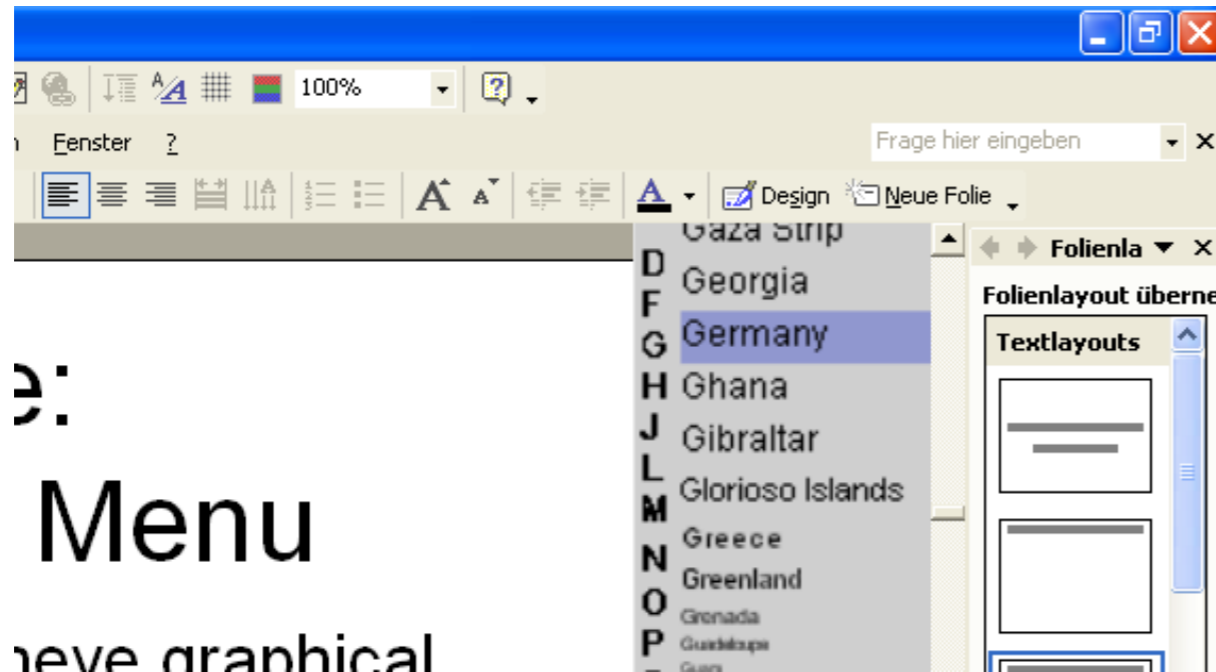 100%
Fenster ?
Frage hier eingeben
A A A Design Neue Folie
Gaza Strip
Georgia
Germany
Ghana
Gibraltar
Glorioso Islands
Greece
Greenland
Grenada
Guadeloupe
Guam
D
F
G
H
J
L
M
N
O
P
Folienla
Folienlayout überne
Textlayouts
e:
Menu
heve graphical